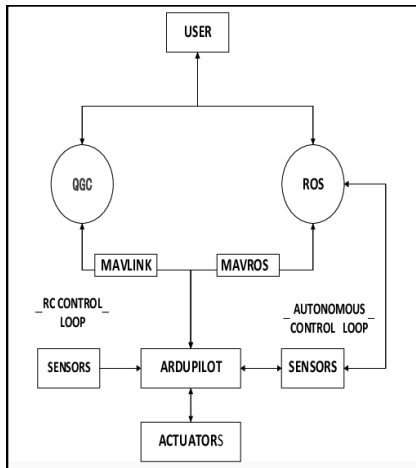 USER
QGC
ROS
MAVLINK
MAVROS
_RC CONTROL_
LOOP
_AUTONOMOUS_
CONTROL LOOP
SENSORS
ARDUPILOT
SENSORS
ACTUATORS